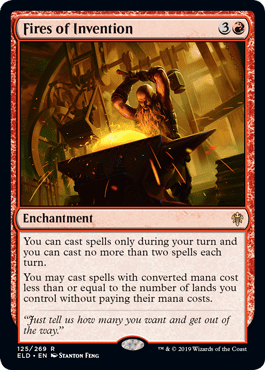 Fires of Invention 3
Enchantment
You can cast spells only during your turn and
you can cast no more than two spells each
turn.
You may cast spells with converted mana cost
less than or equal to the number of lands you
control without paying their mana costs.
“Just tell us how many you want and get out of
the way.”
125/269 R
ELD • EN STANTON FENG
™ & © 2019 Wizards of the Coast